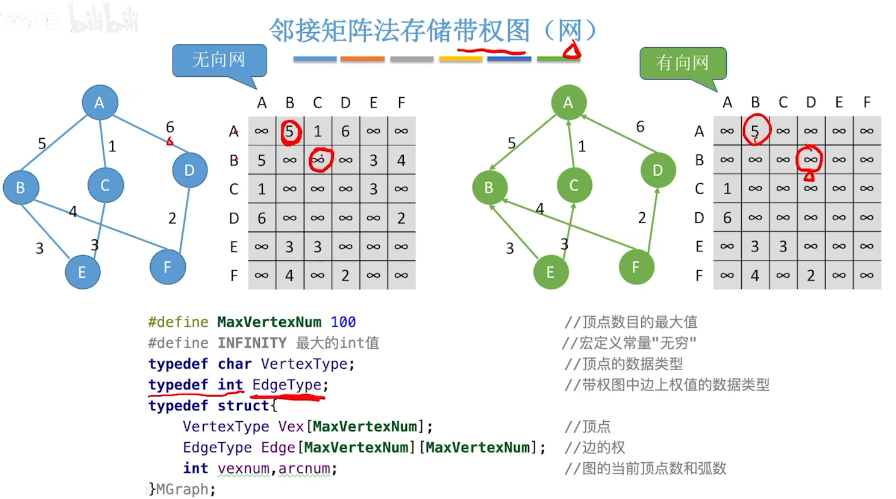 bilibili
邻接矩阵法存储带权图（网）
无向网
有向网
A B C D E F
A ∞ 5 1 6 ∞ ∞
B 5 ∞ ∞ ∞ 3 4
C 1 ∞ ∞ ∞ 3 ∞
D 6 ∞ ∞ ∞ ∞ 2
E ∞ 3 3 ∞ ∞ ∞
F ∞ 4 ∞ 2 ∞ ∞
A
5 1 6
B C D
4 2
3 3
E F
A B C D E F
A ∞ 5 ∞ ∞ ∞ ∞
B ∞ ∞ ∞ ∞ ∞ ∞
C 1 ∞ ∞ ∞ ∞ ∞
D 6 ∞ ∞ ∞ ∞ ∞
E ∞ 3 3 ∞ ∞ ∞
F ∞ 4 ∞ 2 ∞ ∞
A
5 1 6
B C D
4 2
3 3
E F
#define MaxVertexNum 100 //顶点数目的最大值
#define INFINITY 最大的int值 //宏定义常量"无穷"
typedef char VertexType; //顶点的数据类型
typedef int EdgeType; //带权图中边上权值的数据类型
typedef struct{
VertexType Vex[MaxVertexNum]; //顶点
EdgeType Edge[MaxVertexNum][MaxVertexNum]; //边的权
int vexnum,arcnum; //图的当前顶点数和弧数
}MGraph;